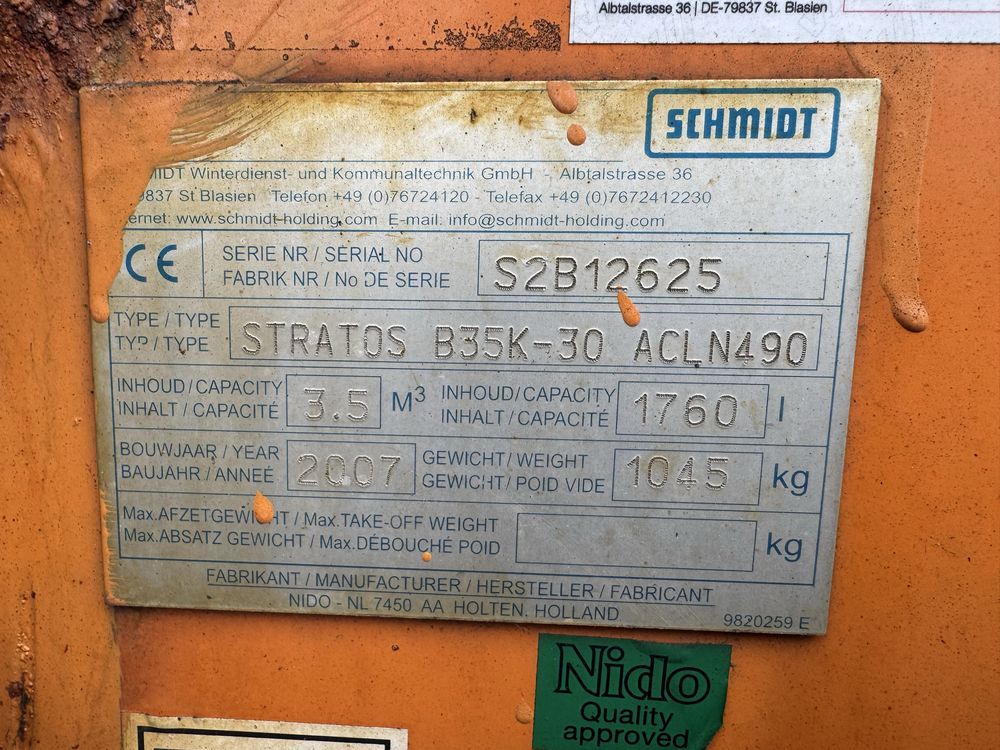 Albtalstrasse 36 | DE-79837 St. Blasien
SCHMIDT
MIDT Winterdienst- und Kommunaltechnik GmbH - Albtalstrasse 36
9837 St Blasien Telefon +49 (0)76724120 - Telefax +49 (0)7672412230
ernet: www.schmidt-holding.com E-mail: info@schmidt-holding.com
CE
SERIE NR / SERIAL NO
FABRIK NR / No DE SERIE
S2B12625
TYPE / TYPE
TYP / TYPE
STRATOS B35K-30 ACLN490
INHOUD / CAPACITY
INHALT / CAPACITÉ
3.5 M³
INHOUD / CAPACITY
INHALT / CAPACITÉ
1760 l
BOUWJAAR / YEAR
BAUJAHR / ANNEÉ
2007
GEWICHT / WEIGHT
GEWICHT / POID VIDE
1045 kg
Max.AFZETGEWICHT / Max.TAKE-OFF WEIGHT
Max.ABSATZ GEWICHT / Max.DÉBOUCHÉ POID
kg
FABRIKANT / MANUFACTURER / HERSTELLER / FABRICANT
NIDO - NL 7450 AA HOLTEN. HOLLAND
9820259 E
Nido
Quality
approved